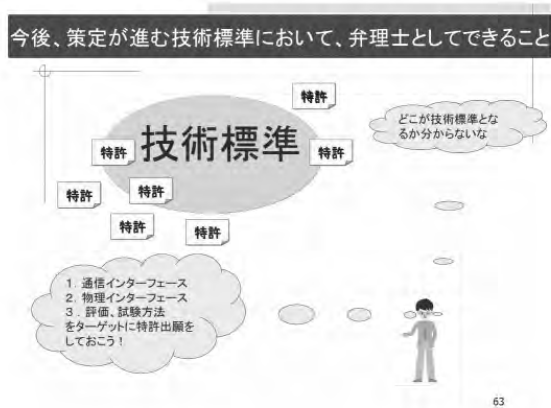 今後、策定が進む技術標準において、弁理士としてできること
特許
どこが技術標準とな
るか分からないな
技術標準
特許
特許
特許
特許
特許
特許
1．通信インターフェース
2．物理インターフェース
3．評価、試験方法
をターゲットに特許出願を
しておこう！
63